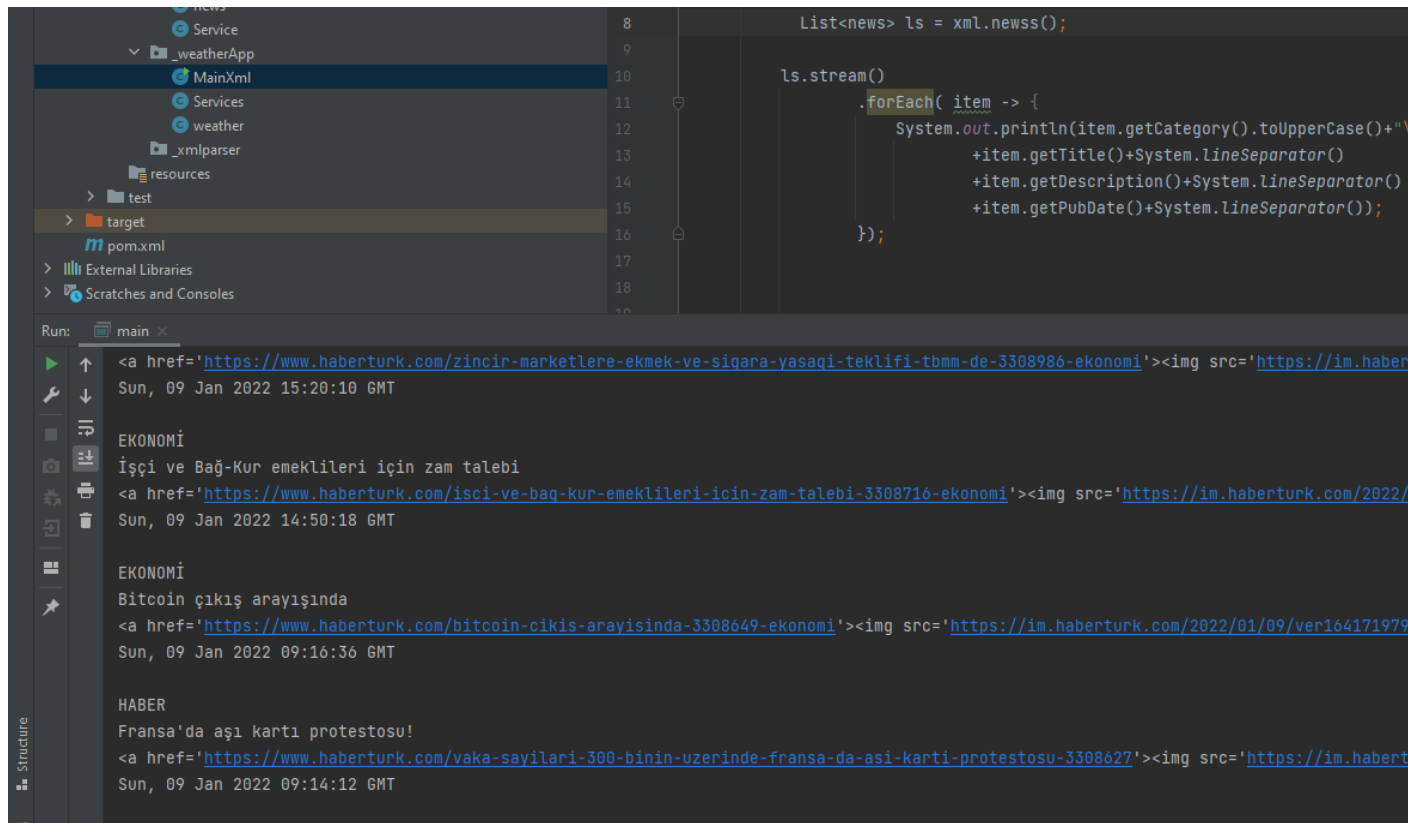 news
Service
_weatherApp
MainXml
Services
weather
_xmlparser
resources
test
target
pom.xml
External Libraries
Scratches and Consoles
8 List<news> ls = xml.newss();
9
10 ls.stream()
11 .forEach( item -> {
12 System.out.println(item.getCategory().toUpperCase()+"\
13 +item.getTitle()+System.lineSeparator()
14 +item.getDescription()+System.lineSeparator()
15 +item.getPubDate()+System.lineSeparator());
16 });
17
18
19
Run: main
<a href='https://www.haberturk.com/zincir-marketlere-ekmek-ve-sigara-yasagi-teklifi-tbmm-de-3308986-ekonomi'><img src='https://im.haber
Sun, 09 Jan 2022 15:20:10 GMT
EKONOMİ
İşçi ve Bağ-Kur emeklileri için zam talebi
<a href='https://www.haberturk.com/isci-ve-bag-kur-emeklileri-icin-zam-talebi-3308716-ekonomi'><img src='https://im.haberturk.com/2022/
Sun, 09 Jan 2022 14:50:18 GMT
EKONOMİ
Bitcoin çıkış arayışında
<a href='https://www.haberturk.com/bitcoin-cikis-arayisinda-3308649-ekonomi'><img src='https://im.haberturk.com/2022/01/09/ver164171979
Sun, 09 Jan 2022 09:16:36 GMT
HABER
Fransa'da aşı kartı protestosu!
<a href='https://www.haberturk.com/vaka-sayilari-300-binin-uzerinde-fransa-da-asi-karti-protestosu-3308627'><img src='https://im.habert
Sun, 09 Jan 2022 09:14:12 GMT
Structure